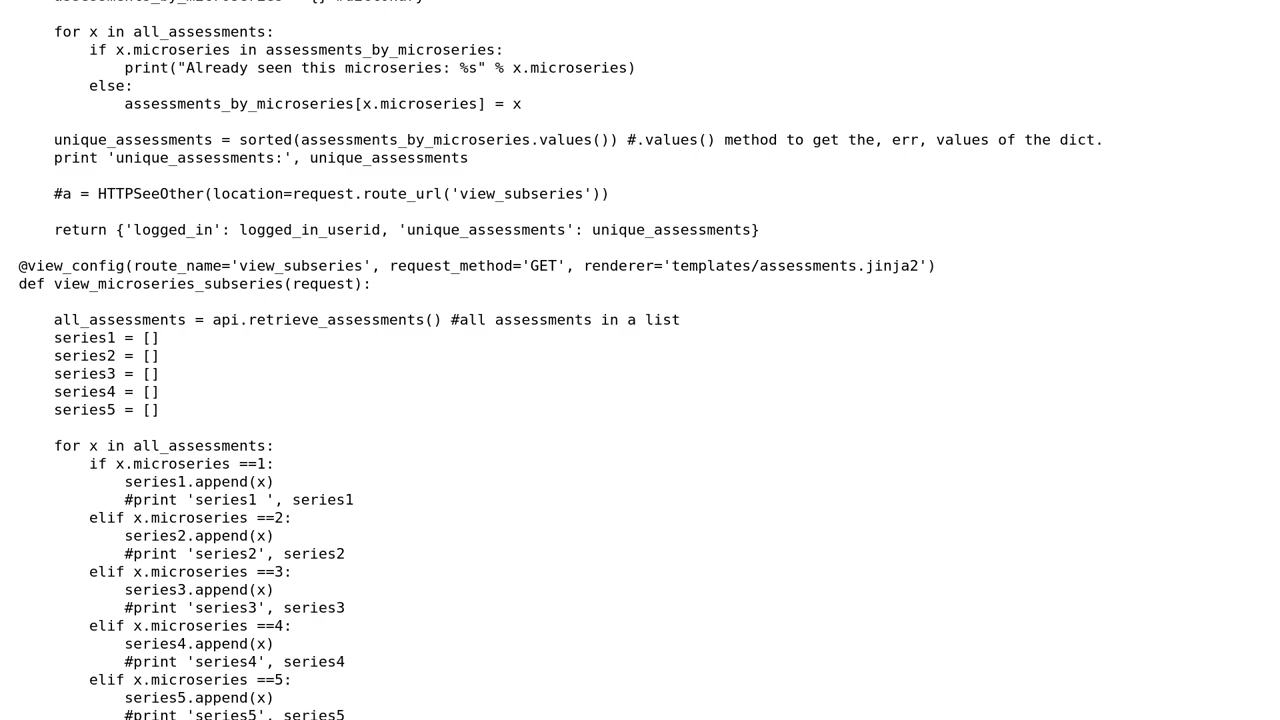 for x in all_assessments:
        if x.microseries in assessments_by_microseries:
            print("Already seen this microseries: %s" % x.microseries)
        else:
            assessments_by_microseries[x.microseries] = x

    unique_assessments = sorted(assessments_by_microseries.values()) #.values() method to get the, err, values of the dict.
    print 'unique_assessments:', unique_assessments

    #a = HTTPSeeOther(location=request.route_url('view_subseries'))

    return {'logged_in': logged_in_userid, 'unique_assessments': unique_assessments}

@view_config(route_name='view_subseries', request_method='GET', renderer='templates/assessments.jinja2')
def view_microseries_subseries(request):

    all_assessments = api.retrieve_assessments() #all assessments in a list
    series1 = []
    series2 = []
    series3 = []
    series4 = []
    series5 = []

    for x in all_assessments:
        if x.microseries ==1:
            series1.append(x)
            #print 'series1 ', series1
        elif x.microseries ==2:
            series2.append(x)
            #print 'series2', series2
        elif x.microseries ==3:
            series3.append(x)
            #print 'series3', series3
        elif x.microseries ==4:
            series4.append(x)
            #print 'series4', series4
        elif x.microseries ==5:
            series5.append(x)
            #print 'series5', series5